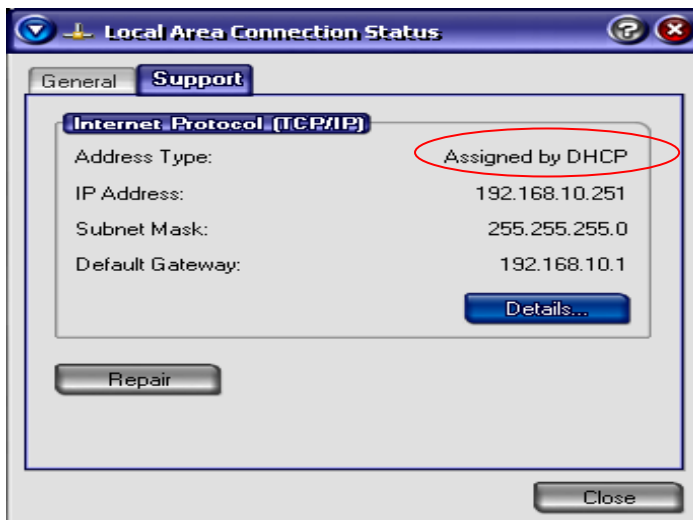 Local Area Connection Status
General Support
Internet Protocol (TCP/IP)
Address Type: Assigned by DHCP
IP Address: 192.168.10.251
Subnet Mask: 255.255.255.0
Default Gateway: 192.168.10.1
Details...
Repair
Close